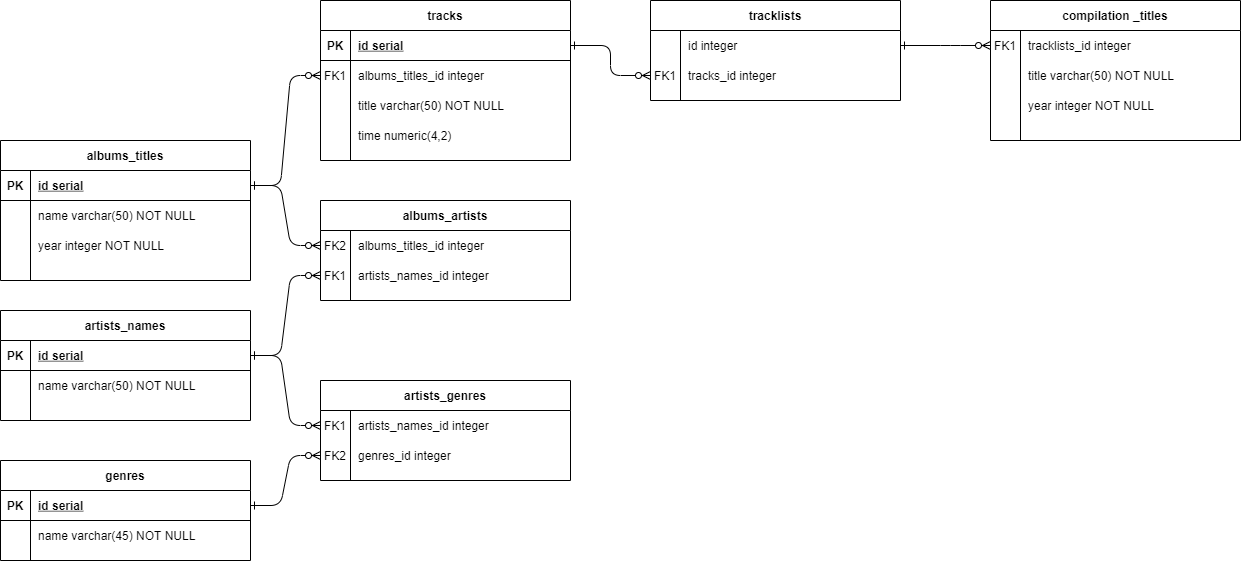 tracks
PK id serial
FK1 albums_titles_id integer
title varchar(50) NOT NULL
time numeric(4,2)
tracklists
id integer
FK1 tracks_id integer
compilation _titles
FK1 tracklists_id integer
title varchar(50) NOT NULL
year integer NOT NULL
albums_titles
PK id serial
name varchar(50) NOT NULL
year integer NOT NULL
albums_artists
FK2 albums_titles_id integer
FK1 artists_names_id integer
artists_names
PK id serial
name varchar(50) NOT NULL
artists_genres
FK1 artists_names_id integer
FK2 genres_id integer
genres
PK id serial
name varchar(45) NOT NULL